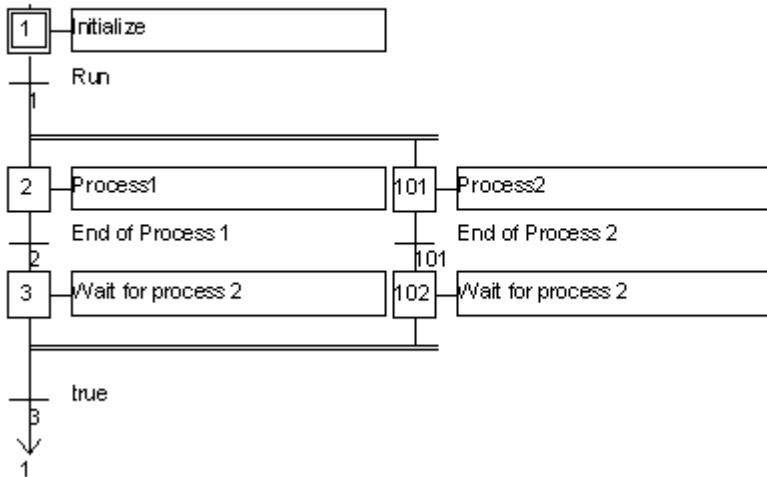 1 Initialize
Run
1
2 Process1 101 Process2
End of Process 1 End of Process 2
2 101
3 Wait for process 2 102 Wait for process 2
true
3
1